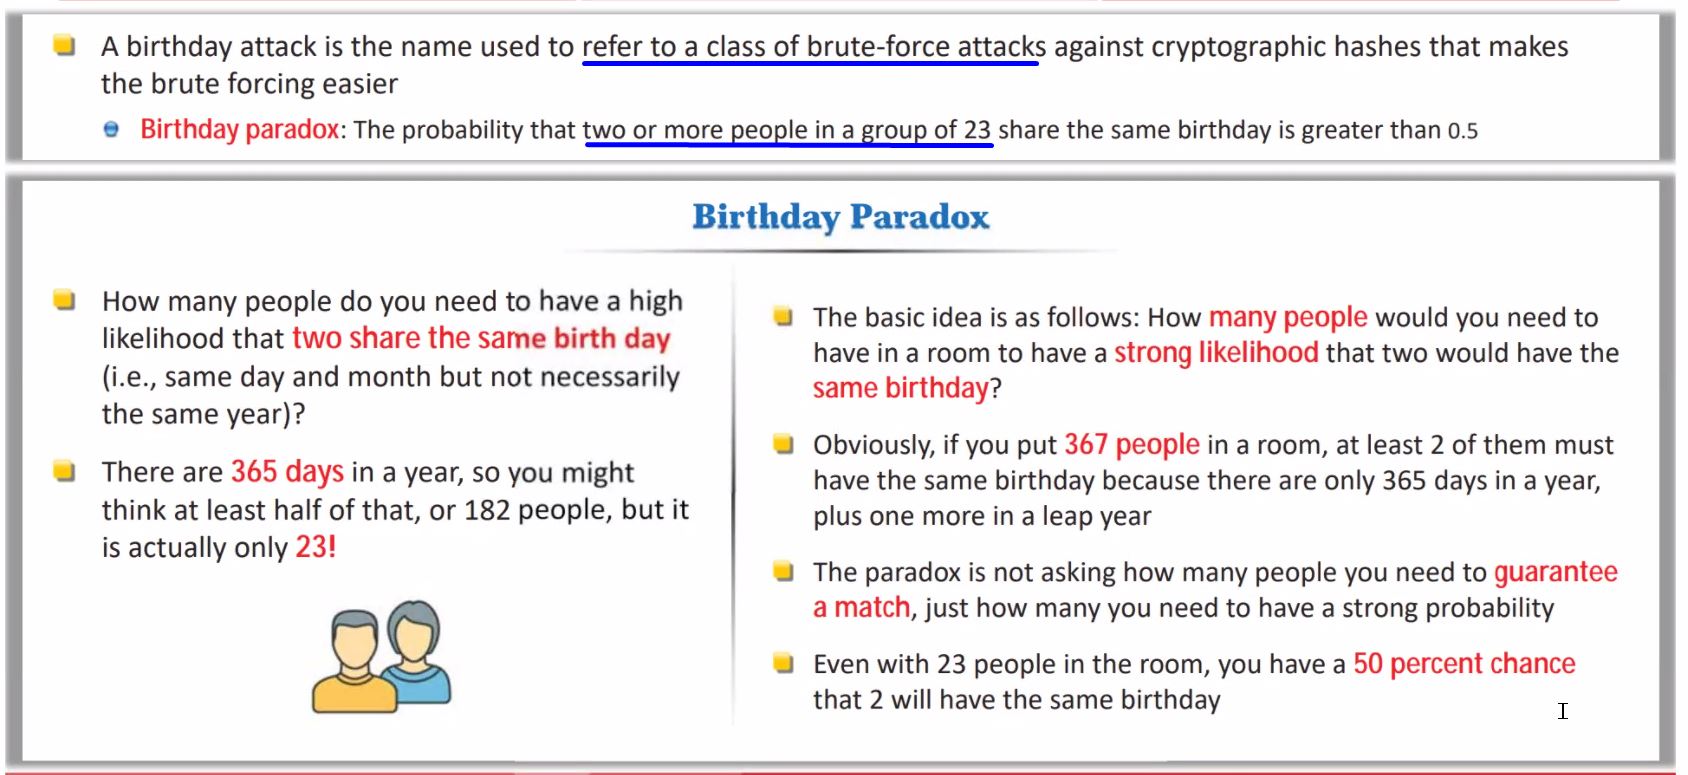 A birthday attack is the name used to refer to a class of brute-force attacks against cryptographic hashes that makes
the brute forcing easier
Birthday paradox: The probability that two or more people in a group of 23 share the same birthday is greater than 0.5
Birthday Paradox
How many people do you need to have a high
likelihood that two share the same birth day
(i.e., same day and month but not necessarily
the same year)?
There are 365 days in a year, so you might
think at least half of that, or 182 people, but it
is actually only 23!
The basic idea is as follows: How many people would you need to
have in a room to have a strong likelihood that two would have the
same birthday?
Obviously, if you put 367 people in a room, at least 2 of them must
have the same birthday because there are only 365 days in a year,
plus one more in a leap year
The paradox is not asking how many people you need to guarantee
a match, just how many you need to have a strong probability
Even with 23 people in the room, you have a 50 percent chance
that 2 will have the same birthday